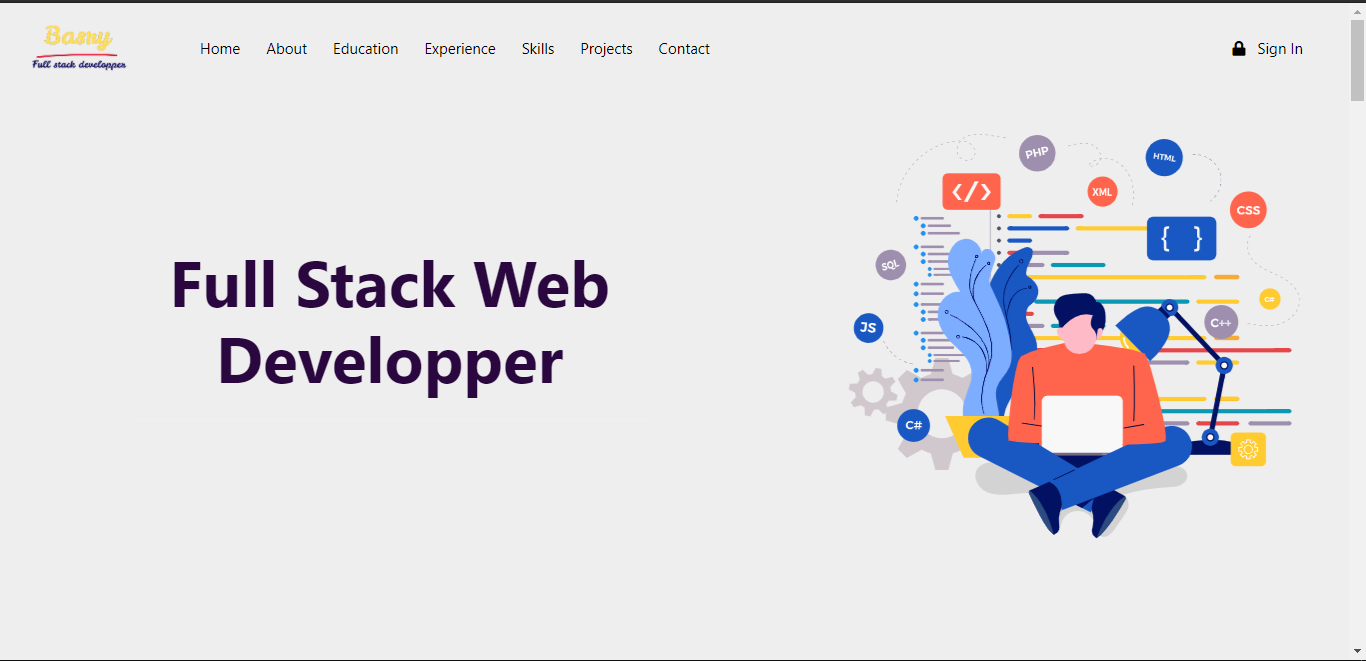 Basny
Full stack developper
Home About Education Experience Skills Projects Contact
Sign In
Full Stack Web
Developper
PHP
HTML
</>
XML
CSS
{ }
SQL
C#
C++
JS
C#